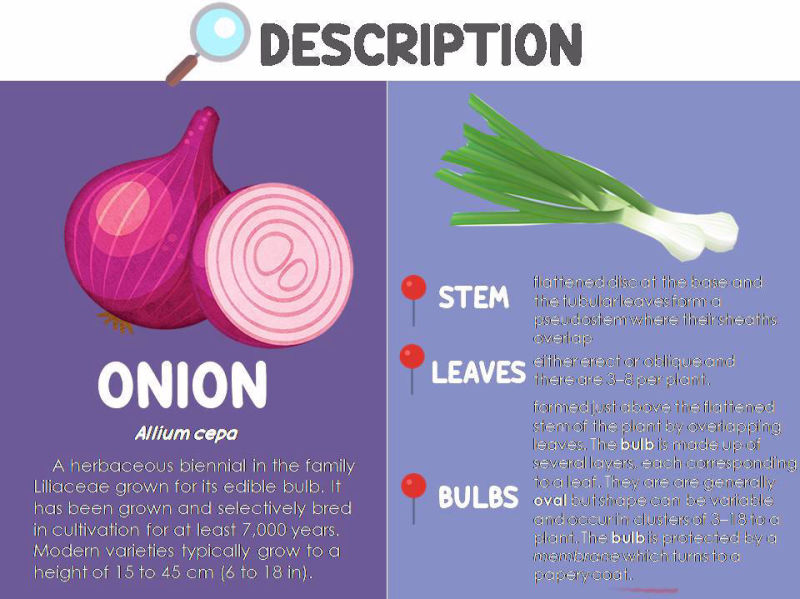 DESCRIPTION
ONION
Allium cepa
A herbaceous biennial in the family
Liliaceae grown for its edible bulb. It
has been grown and selectively bred
in cultivation for at least 7,000 years.
Modern varieties typically grow to a
height of 15 to 45 cm (6 to 18 in).
STEM
flattened disc at the base and
the tubular leaves form a
pseudostem where their sheaths
overlap
LEAVES
either erect or oblique and
there are 3–8 per plant.
BULBS
formed just above the flattened
stem of the plant by overlapping
leaves. The bulb is made up of
several layers, each corresponding
to a leaf. They are are generally
oval but shape can be variable
and occur in clusters of 3–18 to a
plant. The bulb is protected by a
membrane which turns to a
papery coat.